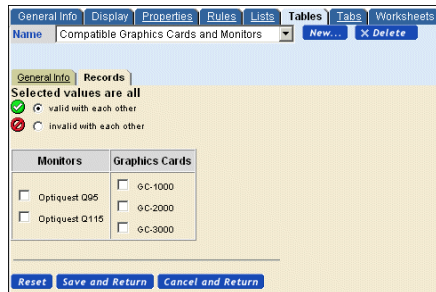 General Info Display Properties Rules Lists Tables Tabs Worksheets
Name Compatible Graphics Cards and Monitors New... X Delete
General Info Records
Selected values are all
valid with each other
invalid with each other
Monitors Graphics Cards
Optiquest Q95 GC-1000
Optiquest Q115 GC-2000
GC-3000
Reset Save and Return Cancel and Return